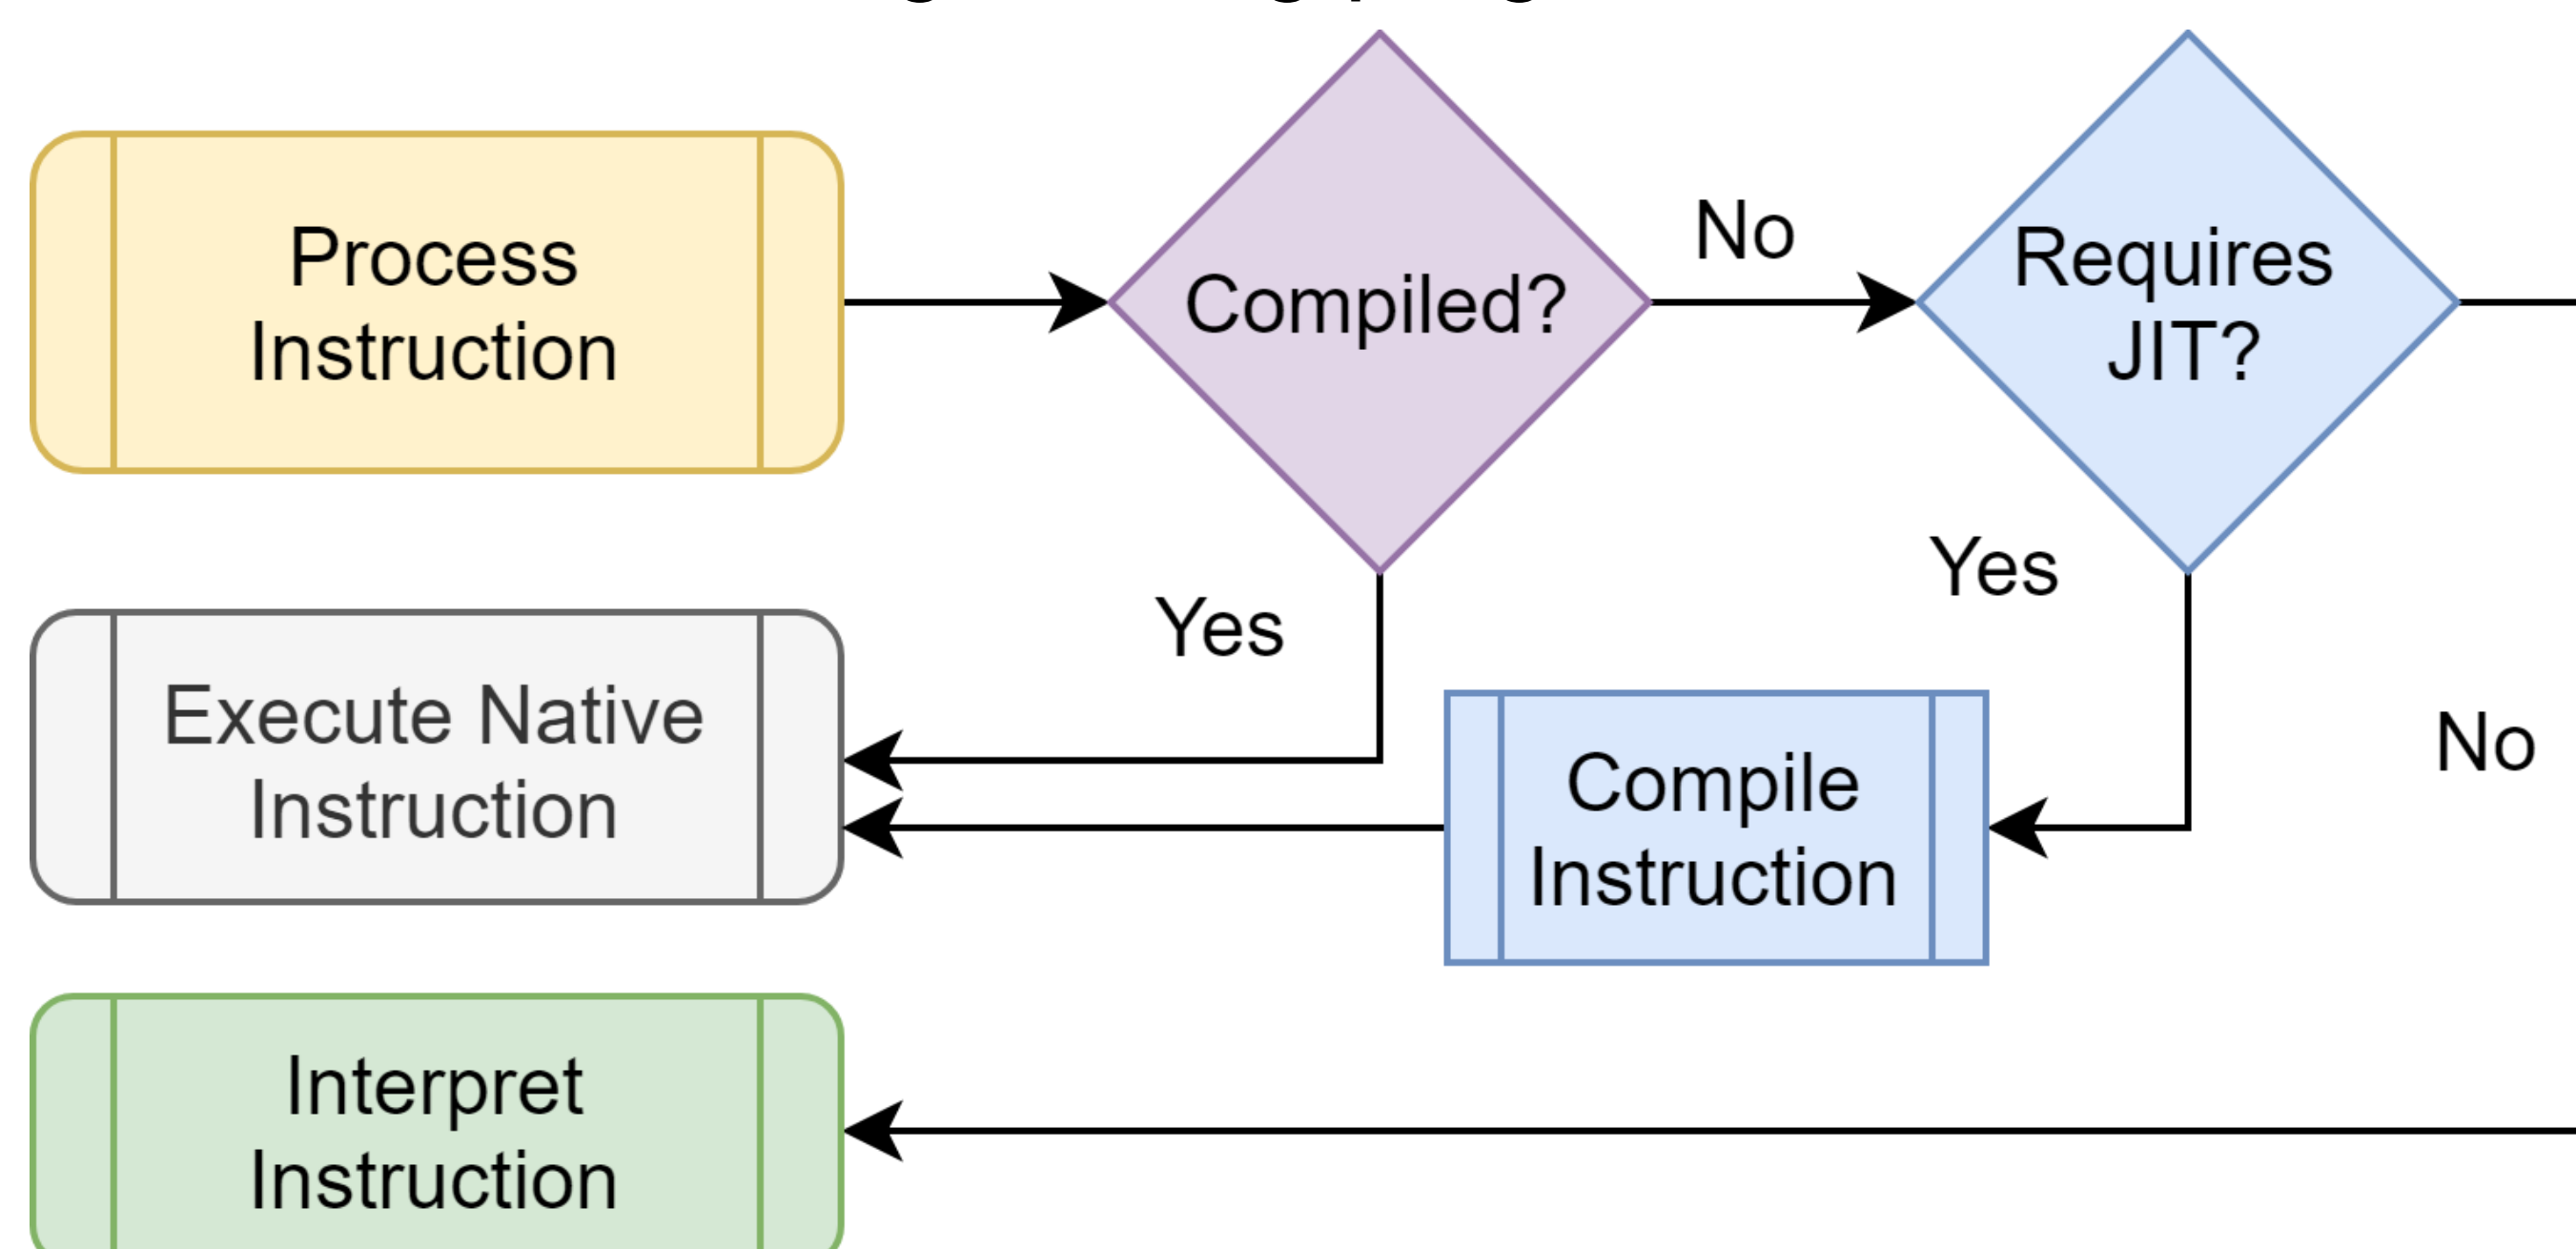 Process
Instruction
Compiled?
No
Requires
JIT?
Yes
Yes
Execute Native
Instruction
Compile
Instruction
No
Interpret
Instruction